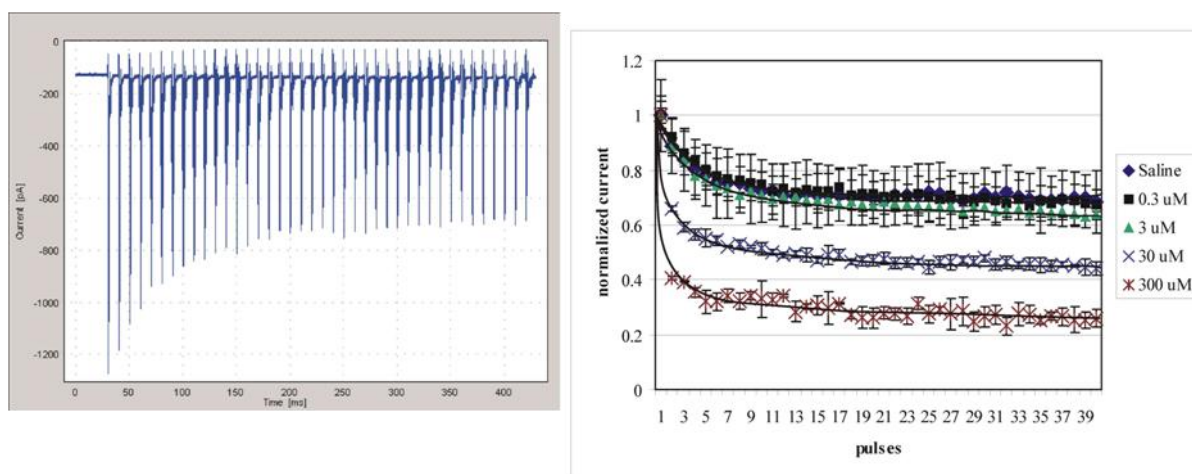 0
-200
-400
-600
-800
-1000
-1200
Current [pA]
0 50 100 150 200 250 300 350 400
Time [ms]
1.2
1
0.8
0.6
0.4
0.2
0
normalized current
1 3 5 7 9 11 13 15 17 19 21 23 25 27 29 31 33 35 37 39
pulses
Saline
0.3 uM
3 uM
30 uM
300 uM